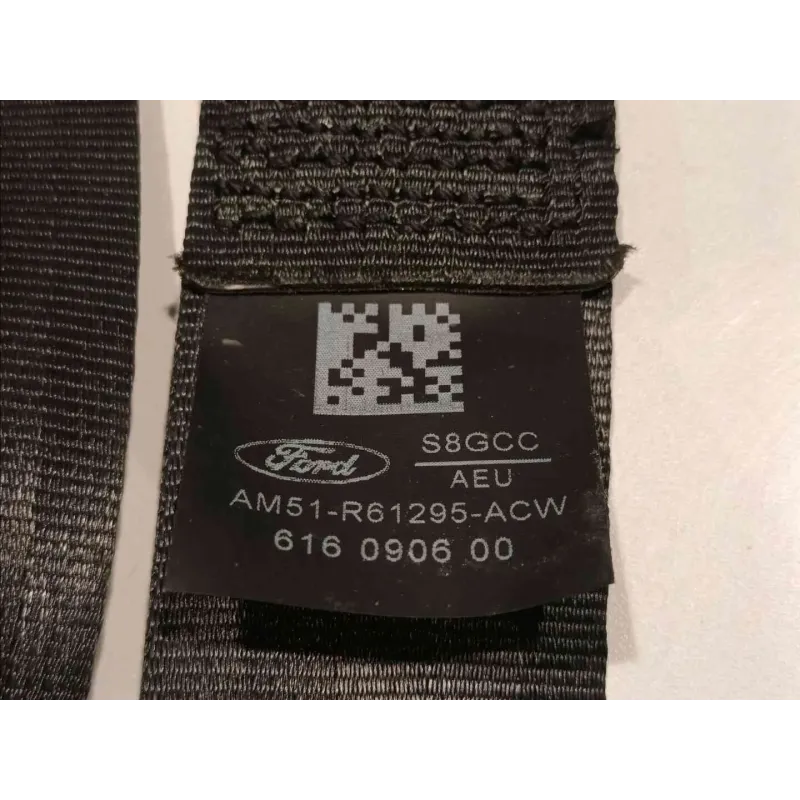 Ford
S8GCC
AEU
AM51-R61295-ACW
616 0906 00